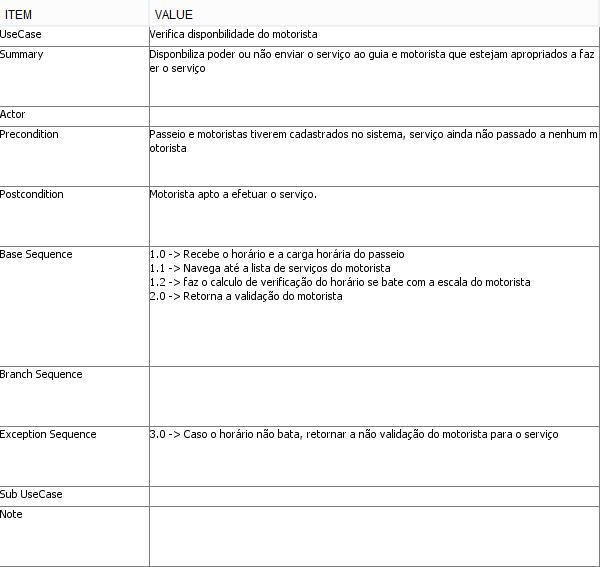 ITEM VALUE
UseCase Verifica disponbilidade do motorista
Summary Disponbiliza poder ou não enviar o serviço ao guia e motorista que estejam apropriados a faz
er o serviço
Actor
Precondition Passeio e motoristas tiverem cadastrados no sistema, serviço ainda não passado a nenhum m
otorista
Postcondition Motorista apto a efetuar o serviço.
Base Sequence 1.0 -> Recebe o horário e a carga horária do passeio
1.1 -> Navega até a lista de serviços do motorista
1.2 -> faz o calculo de verificação do horário se bate com a escala do motorista
2.0 -> Retorna a validação do motorista
Branch Sequence
Exception Sequence 3.0 -> Caso o horário não bata, retornar a não validação do motorista para o serviço
Sub UseCase
Note